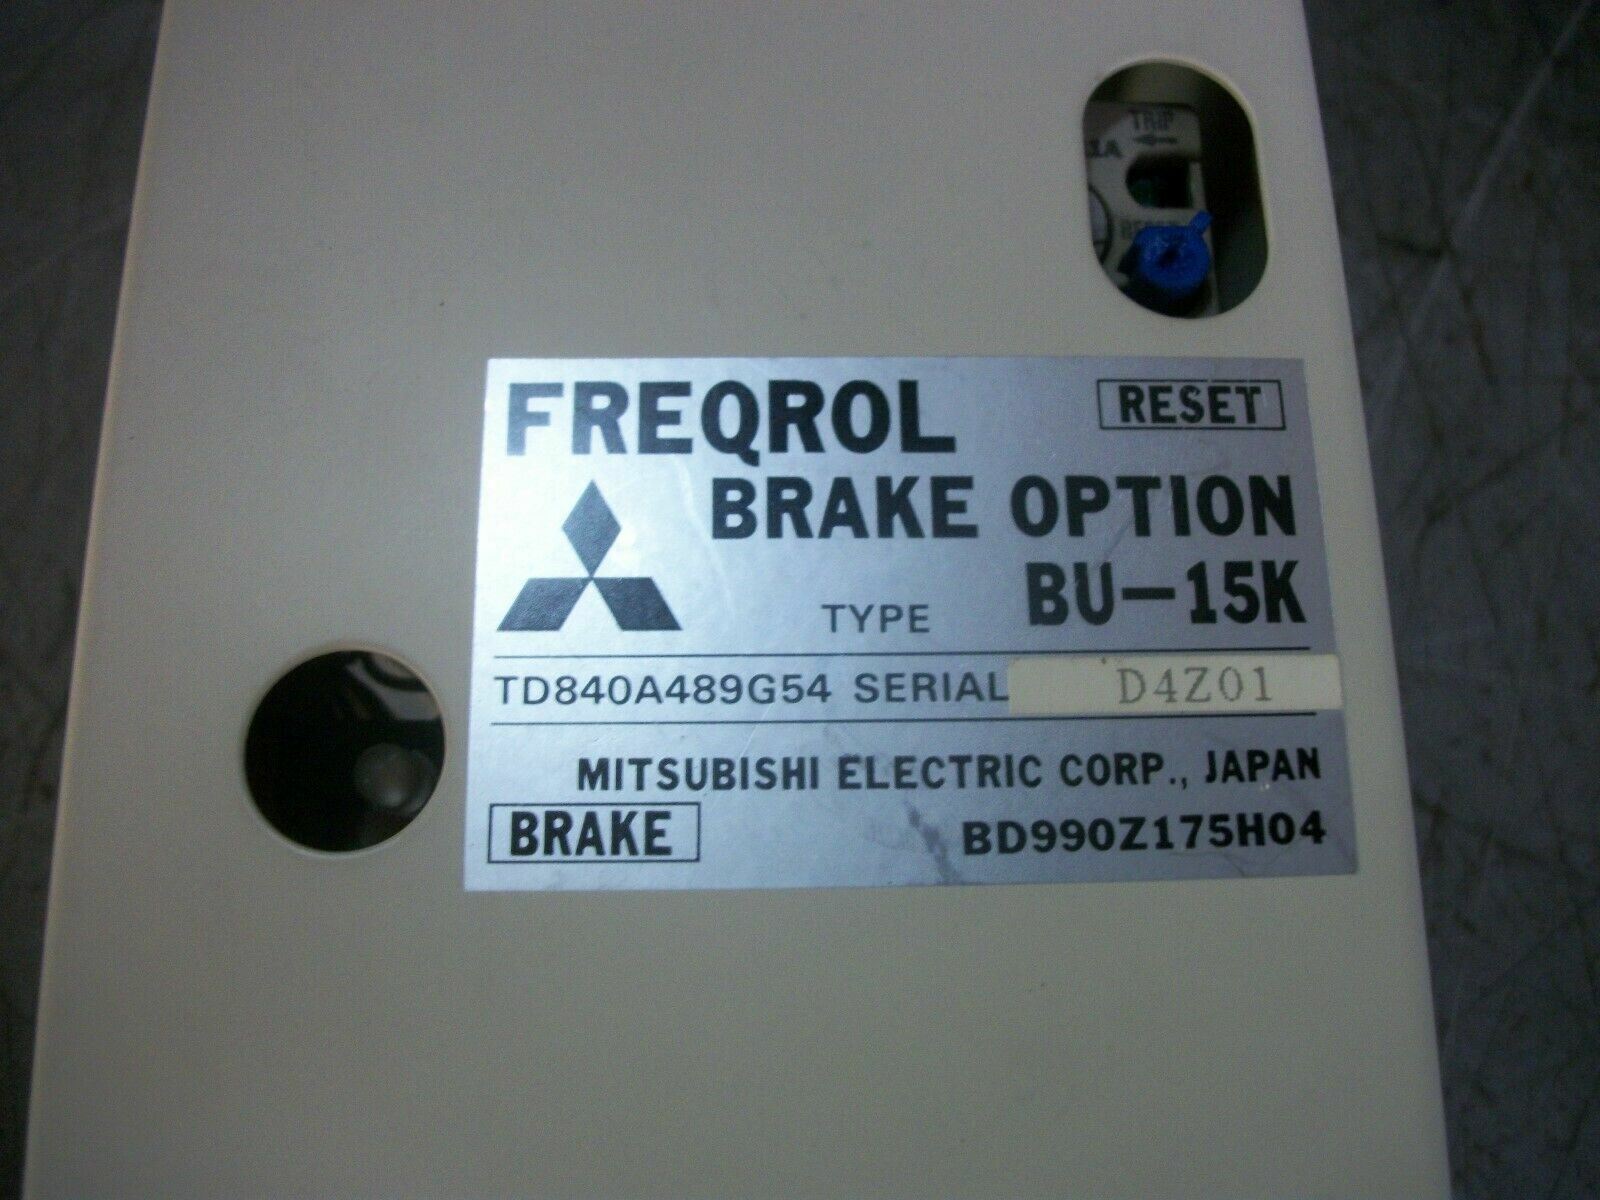 TRIP
FREQROL
RESET
BRAKE OPTION
TYPE BU-15K
TD840A489G54 SERIAL D4Z01
MITSUBISHI ELECTRIC CORP., JAPAN
BRAKE
BD990Z175H04